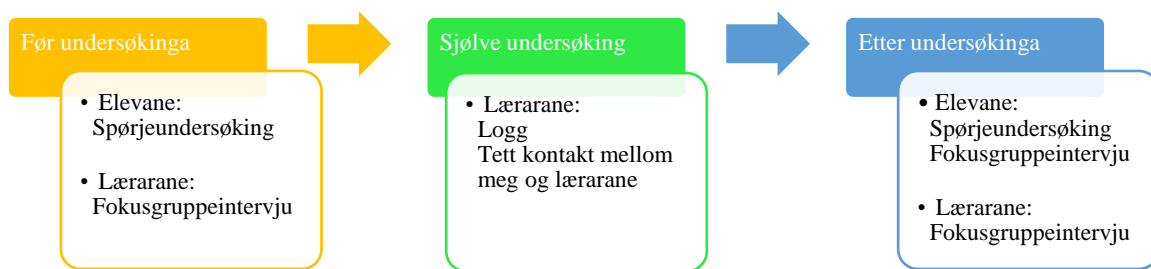 Før undersøkinga
• Elevane:
Spørjeundersøking
• Lærarane:
Fokusgruppeintervju
Sjølve undersøking
• Lærarane:
Logg
Tett kontakt mellom
meg og lærarane
Etter undersøkinga
• Elevane:
Spørjeundersøking
Fokusgruppeintervju
• Lærarane:
Fokusgruppeintervju